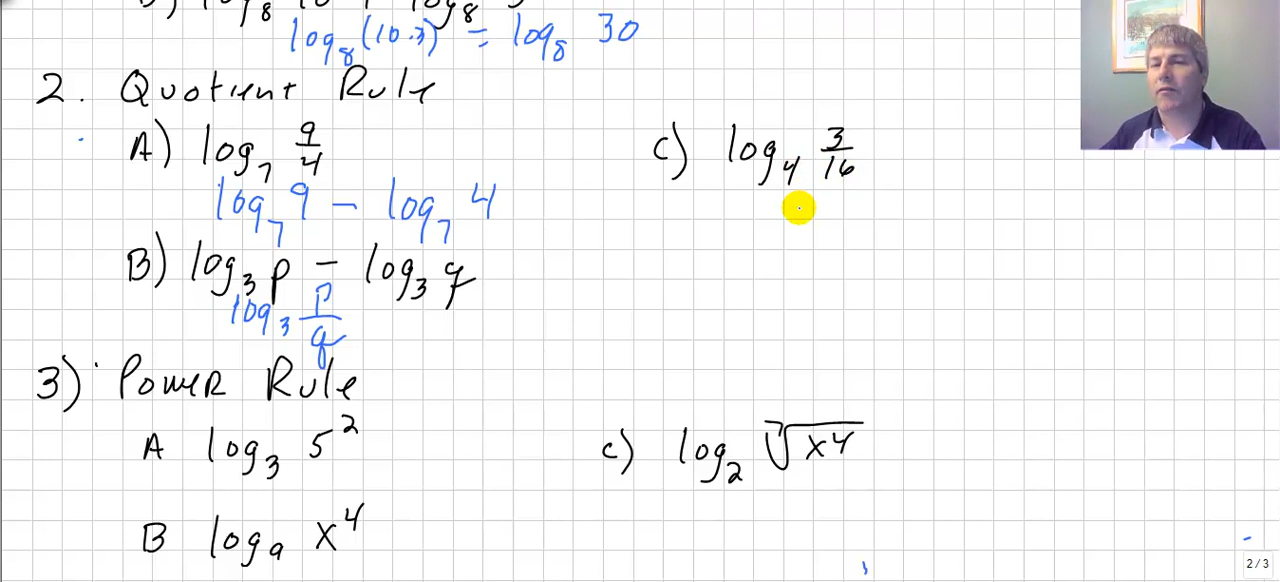 log₈(10·3) = log₈ 30
2. Quotient Rule
A) log₇ 9/4
log₇ 9 − log₇ 4
B) log₃ p − log₃ q
log₃ p/q
C) log₄ 3/16
3) Power Rule
A log₃ 5²
B logₐ x⁴
c) log₂ ⁷√x⁴
2/3